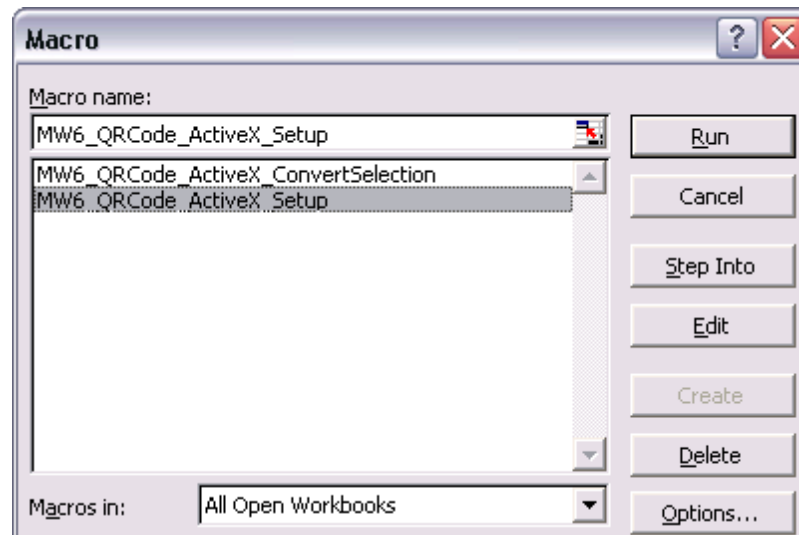 Macro
?
Macro name:
MW6_QRCode_ActiveX_Setup
Run
MW6_QRCode_ActiveX_ConvertSelection
MW6_QRCode_ActiveX_Setup
Cancel
Step Into
Edit
Create
Delete
Macros in:
All Open Workbooks
Options...